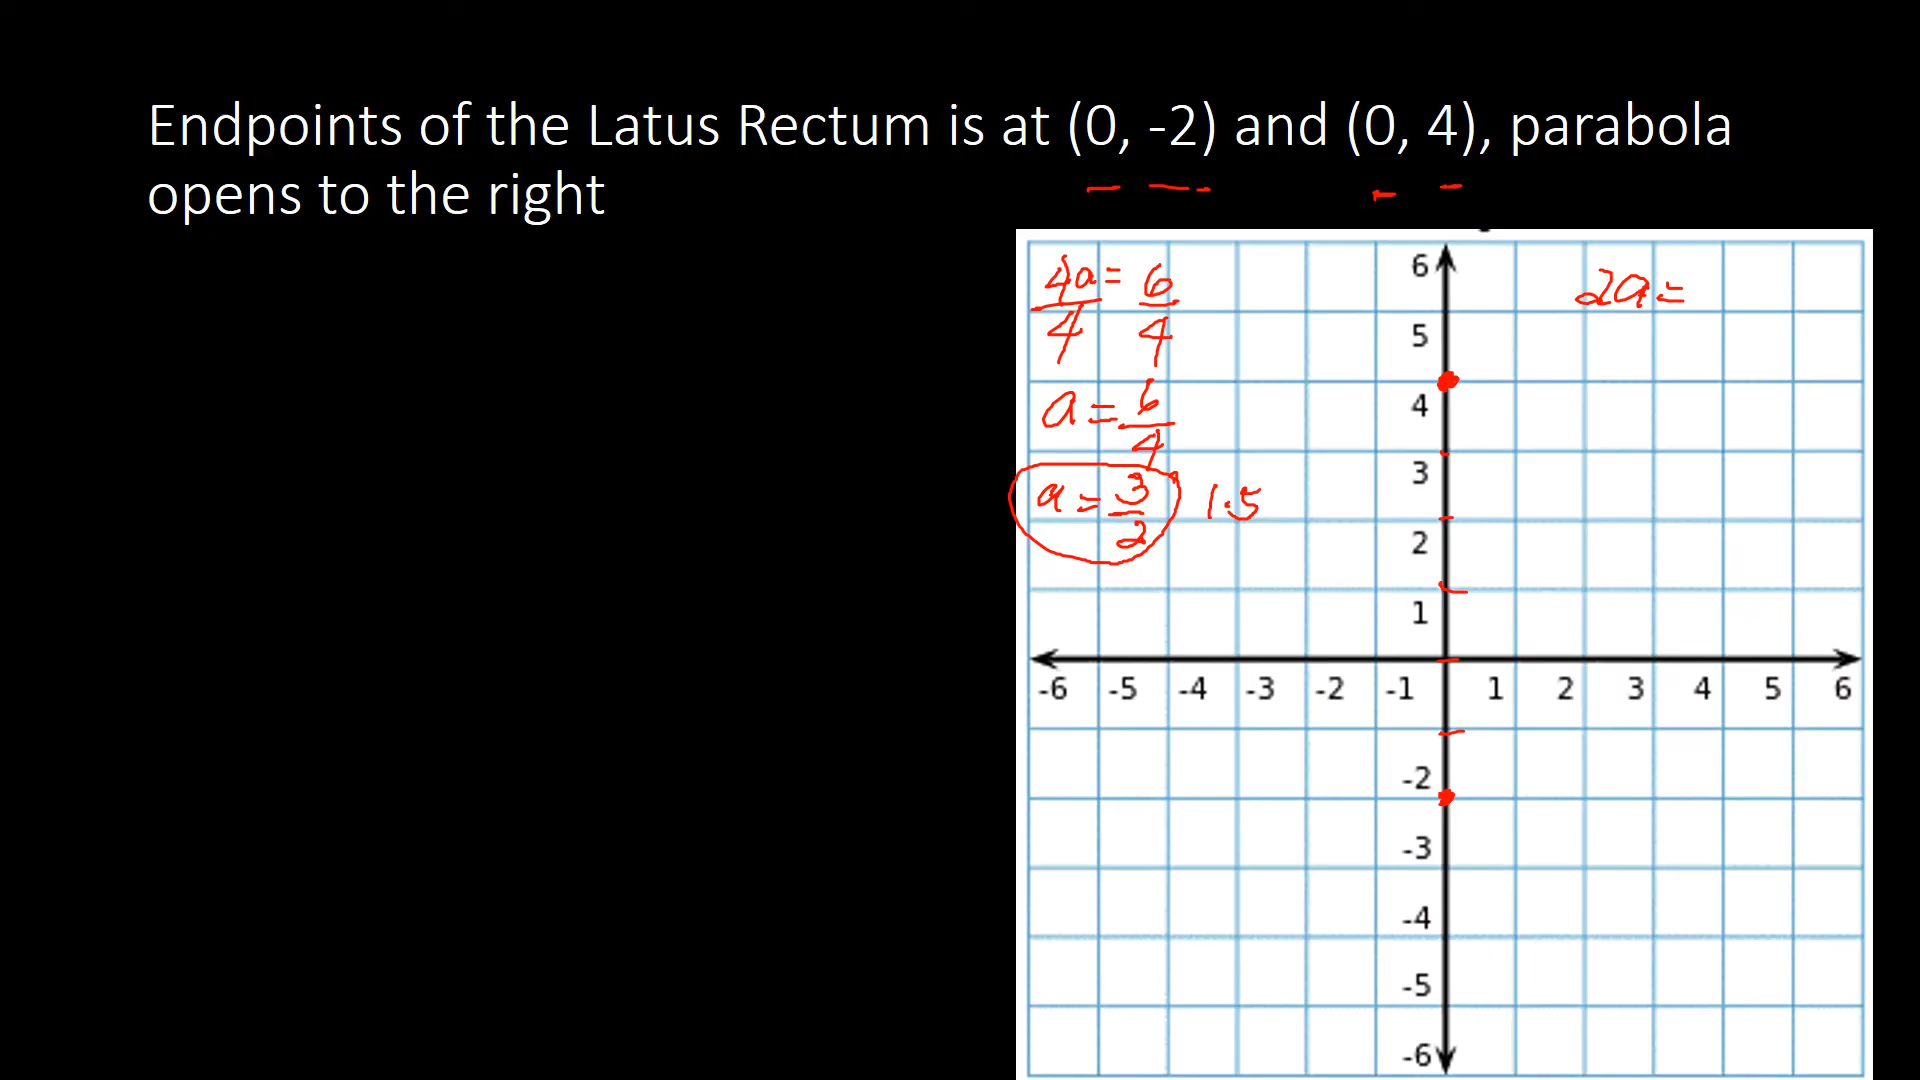 Endpoints of the Latus Rectum is at (0, -2) and (0, 4), parabola
opens to the right
4a = 6
4 4
a = 6
4
a = 3
2
1.5
2a =
6
5
4
3
2
1
-6 -5 -4 -3 -2 -1 1 2 3 4 5 6
-2
-3
-4
-5
-6